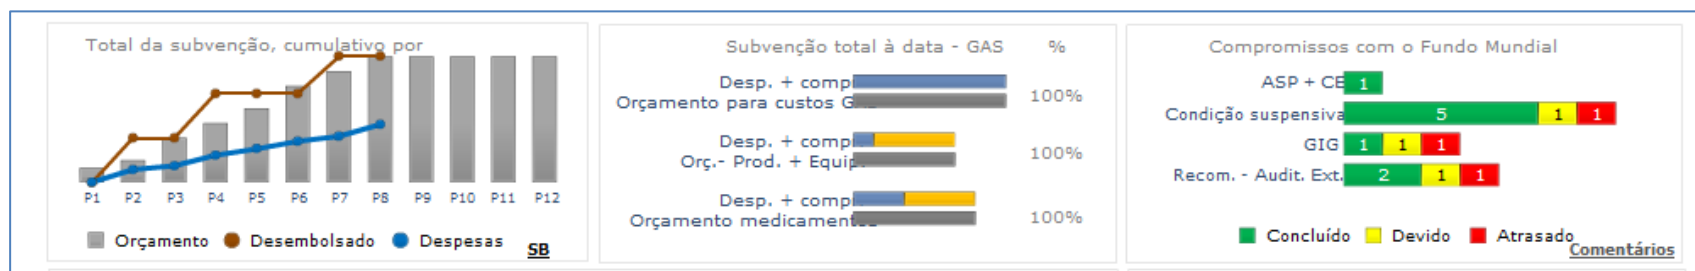 Total da subvenção, cumulativo por
P1 P2 P3 P4 P5 P6 P7 P8 P9 P10 P11 P12
Orçamento Desembolsado Despesas
SB
Subvenção total à data - GAS %
Desp. + comp
Orçamento para custos G
100%
Desp. + comp
Orç.- Prod. + Equip.
100%
Desp. + comp
Orçamento medicament
100%
Compromissos com o Fundo Mundial
ASP + CE 1
Condição suspensiva 5 1 1
GIG 1 1 1
Recom. - Audit. Ext. 2 1 1
Concluído Devido Atrasado
Comentários